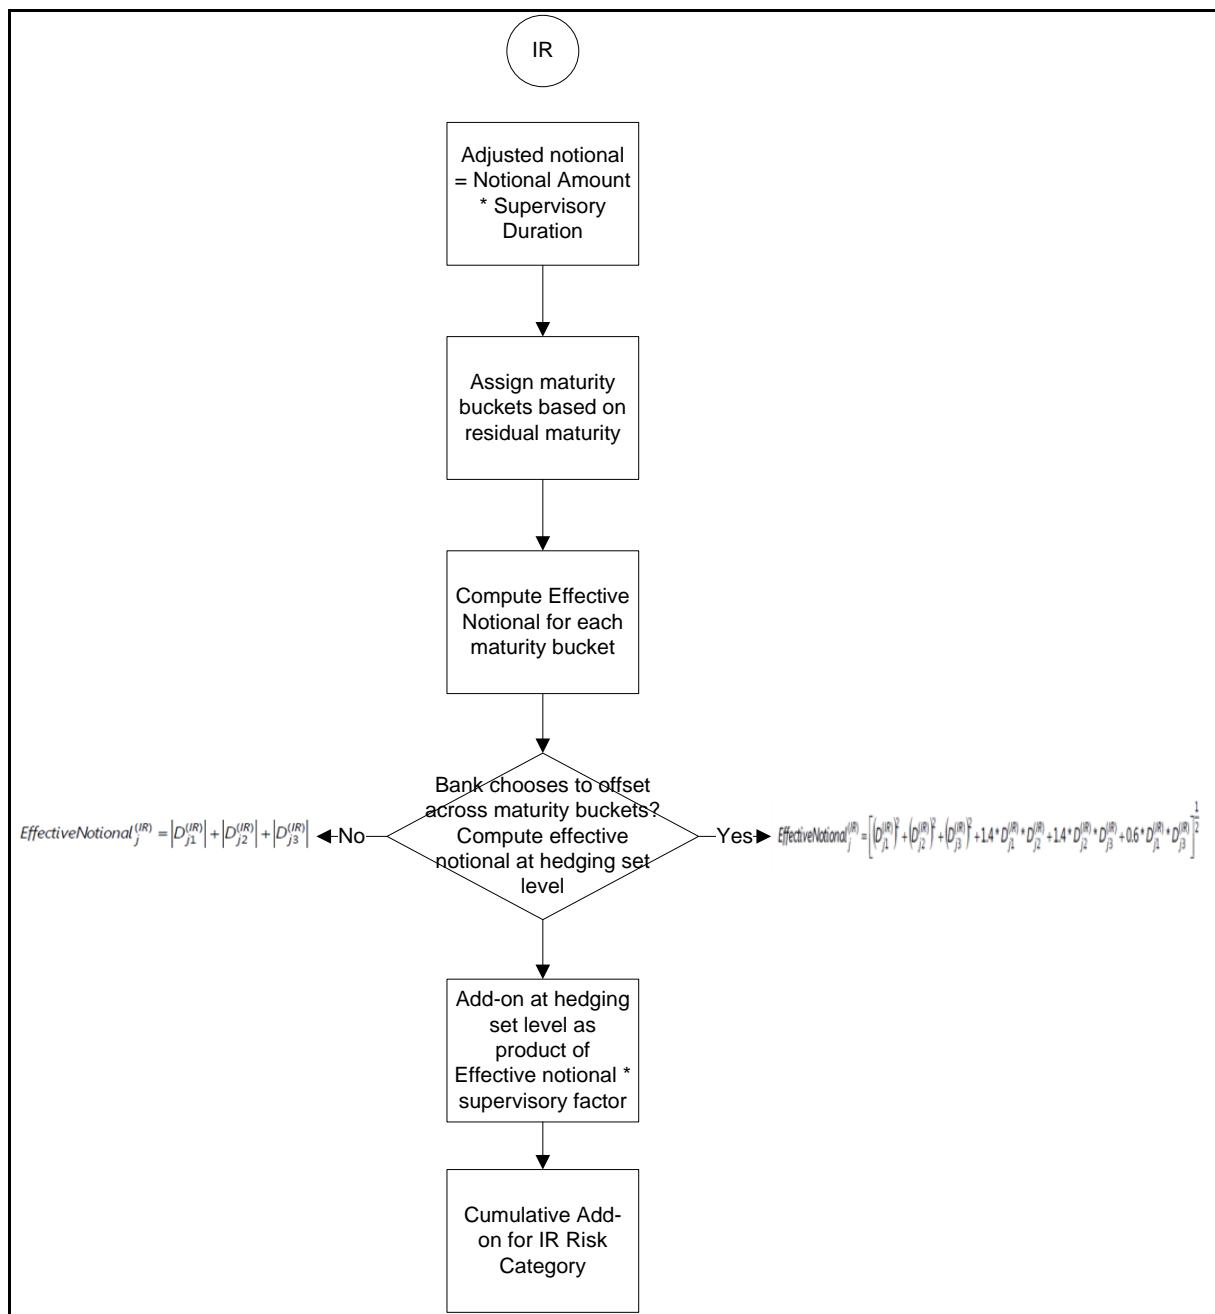 IR
Adjusted notional
= Notional Amount
* Supervisory
Duration
Assign maturity
buckets based on
residual maturity
Compute Effective
Notional for each
maturity bucket
Bank chooses to offset
across maturity buckets?
Compute effective
notional at hedging set
level
No
EffectiveNotional_j^(IR) = |D_j1^(IR)| + |D_j2^(IR)| + |D_j3^(IR)|
Yes
EffectiveNotional_j^(IR) = [(D_j1^(IR))^2 + (D_j2^(IR))^2 + (D_j3^(IR))^2 + 1.4 * D_j1^(IR) * D_j2^(IR) + 1.4 * D_j2^(IR) * D_j3^(IR) + 0.6 * D_j1^(IR) * D_j3^(IR)]^(1/2)
Add-on at hedging
set level as
product of
Effective notional *
supervisory factor
Cumulative Add-
on for IR Risk
Category